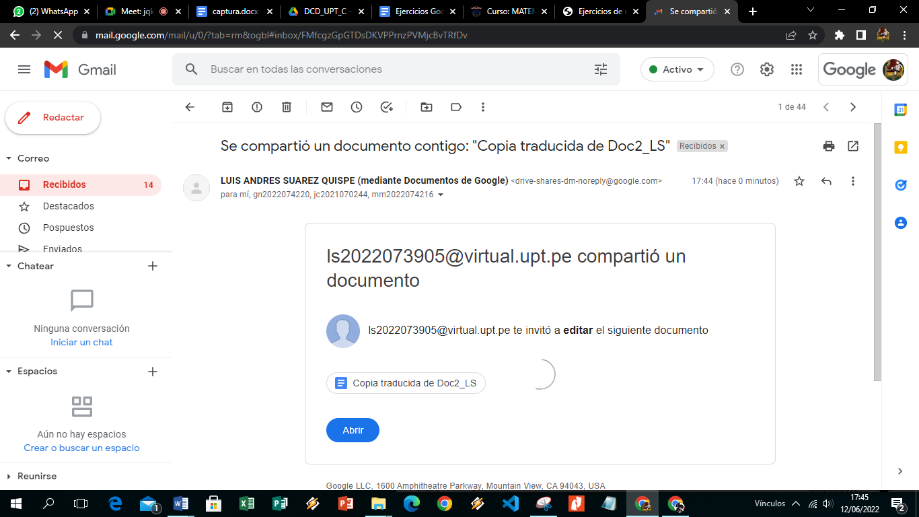 (2) WhatsApp
Meet: jqk
captura.docx
DCD_UPT_C -
Ejercicios Goo
Curso: MATEM
Ejercicios de
Se compartió
mail.google.com/mail/u/0/?tab=rm&ogbl#inbox/FMfcgzGpGTDsDKVPPrnzPVMjcBvTRfDv
Gmail
Buscar en todas las conversaciones
Activo
Google
Redactar
1 de 44
Correo
Recibidos 14
Destacados
Pospuestos
Enviados
Chatear
Ninguna conversación
Iniciar un chat
Espacios
Aún no hay espacios
Crear o buscar un espacio
Reunirse
Se compartió un documento contigo: "Copia traducida de Doc2_LS" Recibidos x
LUIS ANDRES SUAREZ QUISPE (mediante Documentos de Google) <drive-shares-dm-noreply@google.com> 17:44 (hace 0 minutos)
para mí, gn2022074220, jc2021070244, mm2022074216
ls2022073905@virtual.upt.pe compartió un
documento
ls2022073905@virtual.upt.pe te invitó a editar el siguiente documento
Copia traducida de Doc2_LS
Abrir
Google LLC, 1600 Amphitheatre Parkway, Mountain View, CA 94043, USA
Vínculos
17:45
12/06/2022